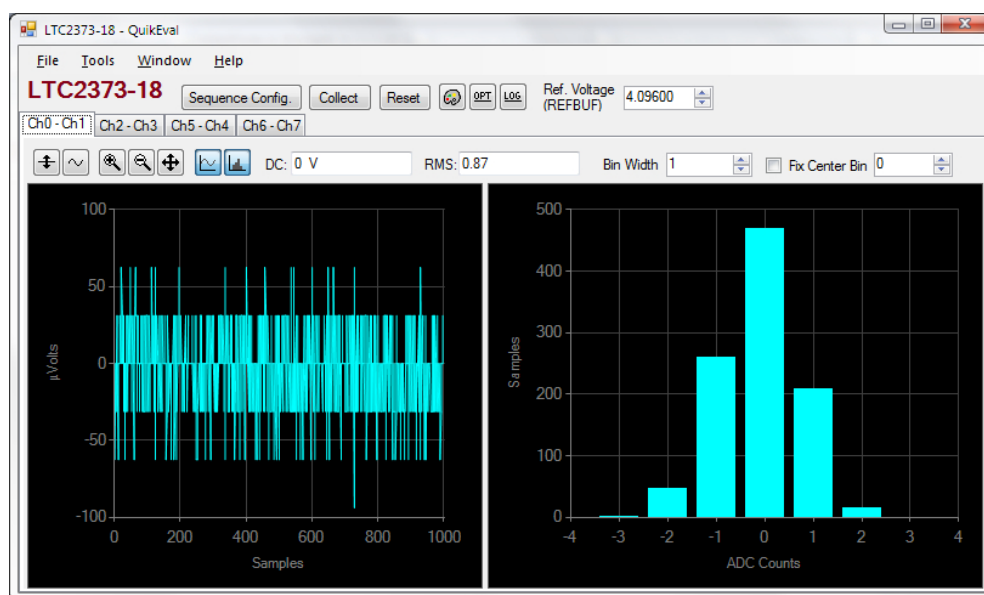 LTC2373-18 - QuikEval
File Tools Window Help
LTC2373-18 Sequence Config. Collect Reset OPT LOG Ref. Voltage (REFBUF) 4.09600
Ch0 - Ch1 Ch2 - Ch3 Ch5 - Ch4 Ch6 - Ch7
DC: 0 V RMS: 0.87 Bin Width 1 Fix Center Bin 0
100
50
0
-50
-100
µVolts
0 200 400 600 800 1000
Samples
500
400
300
200
100
0
Samples
-4 -3 -2 -1 0 1 2 3 4
ADC Counts